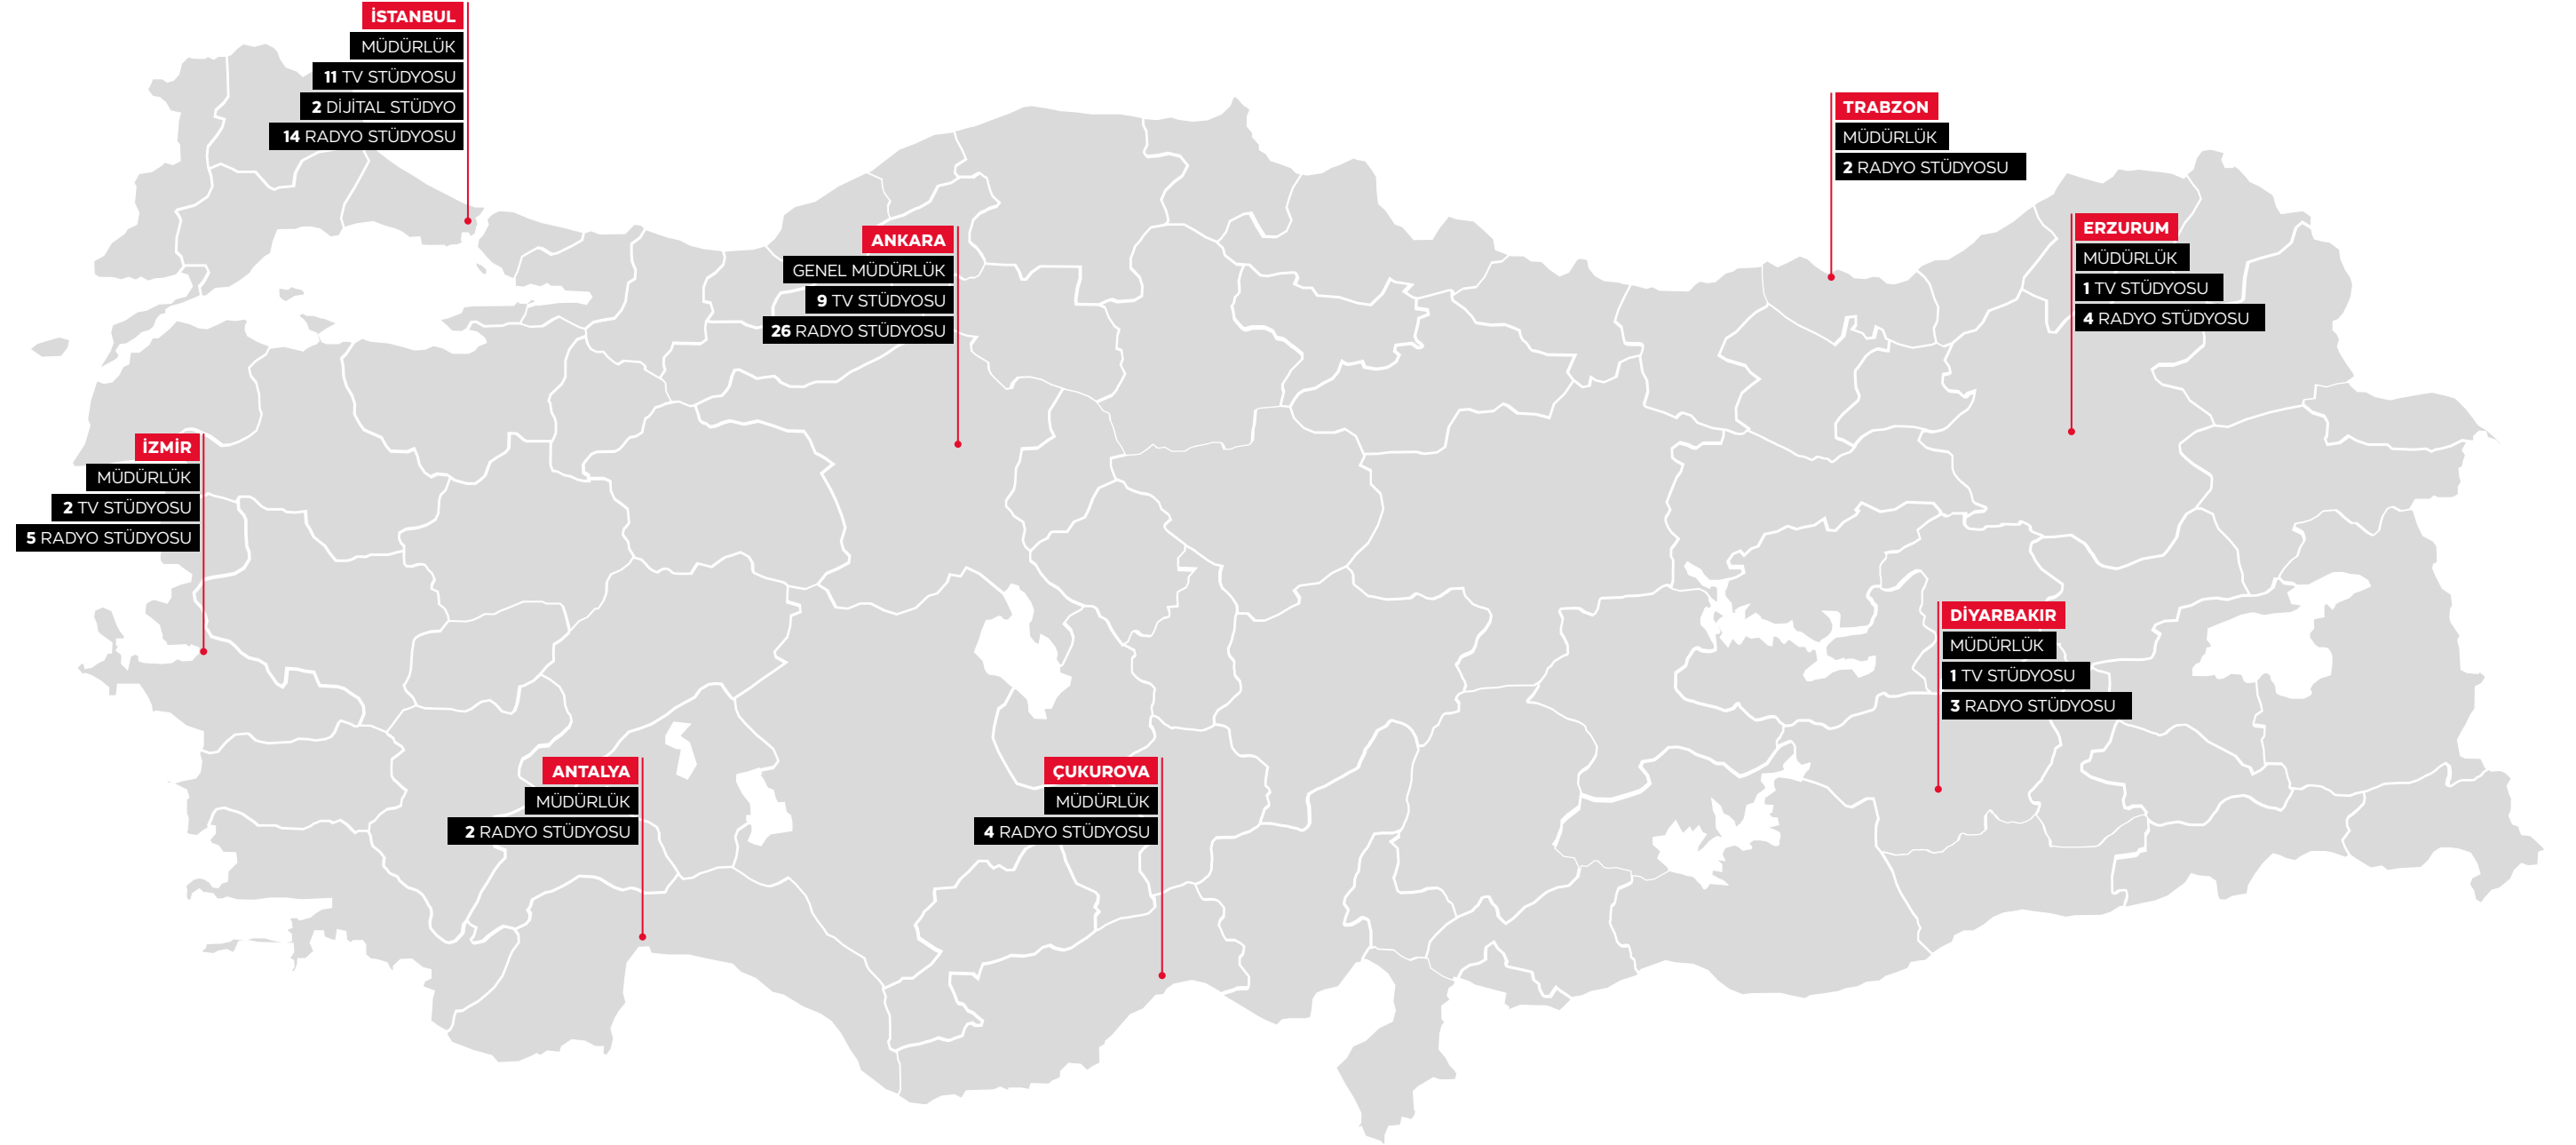 İSTANBUL
MÜDÜRLÜK
11 TV STÜDYOSU
2 DİJİTAL STÜDYO
14 RADYO STÜDYOSU
TRABZON
MÜDÜRLÜK
2 RADYO STÜDYOSU
ERZURUM
MÜDÜRLÜK
1 TV STÜDYOSU
4 RADYO STÜDYOSU
ANKARA
GENEL MÜDÜRLÜK
9 TV STÜDYOSU
26 RADYO STÜDYOSU
İZMİR
MÜDÜRLÜK
2 TV STÜDYOSU
5 RADYO STÜDYOSU
DİYARBAKIR
MÜDÜRLÜK
1 TV STÜDYOSU
3 RADYO STÜDYOSU
ANTALYA
MÜDÜRLÜK
2 RADYO STÜDYOSU
ÇUKUROVA
MÜDÜRLÜK
4 RADYO STÜDYOSU